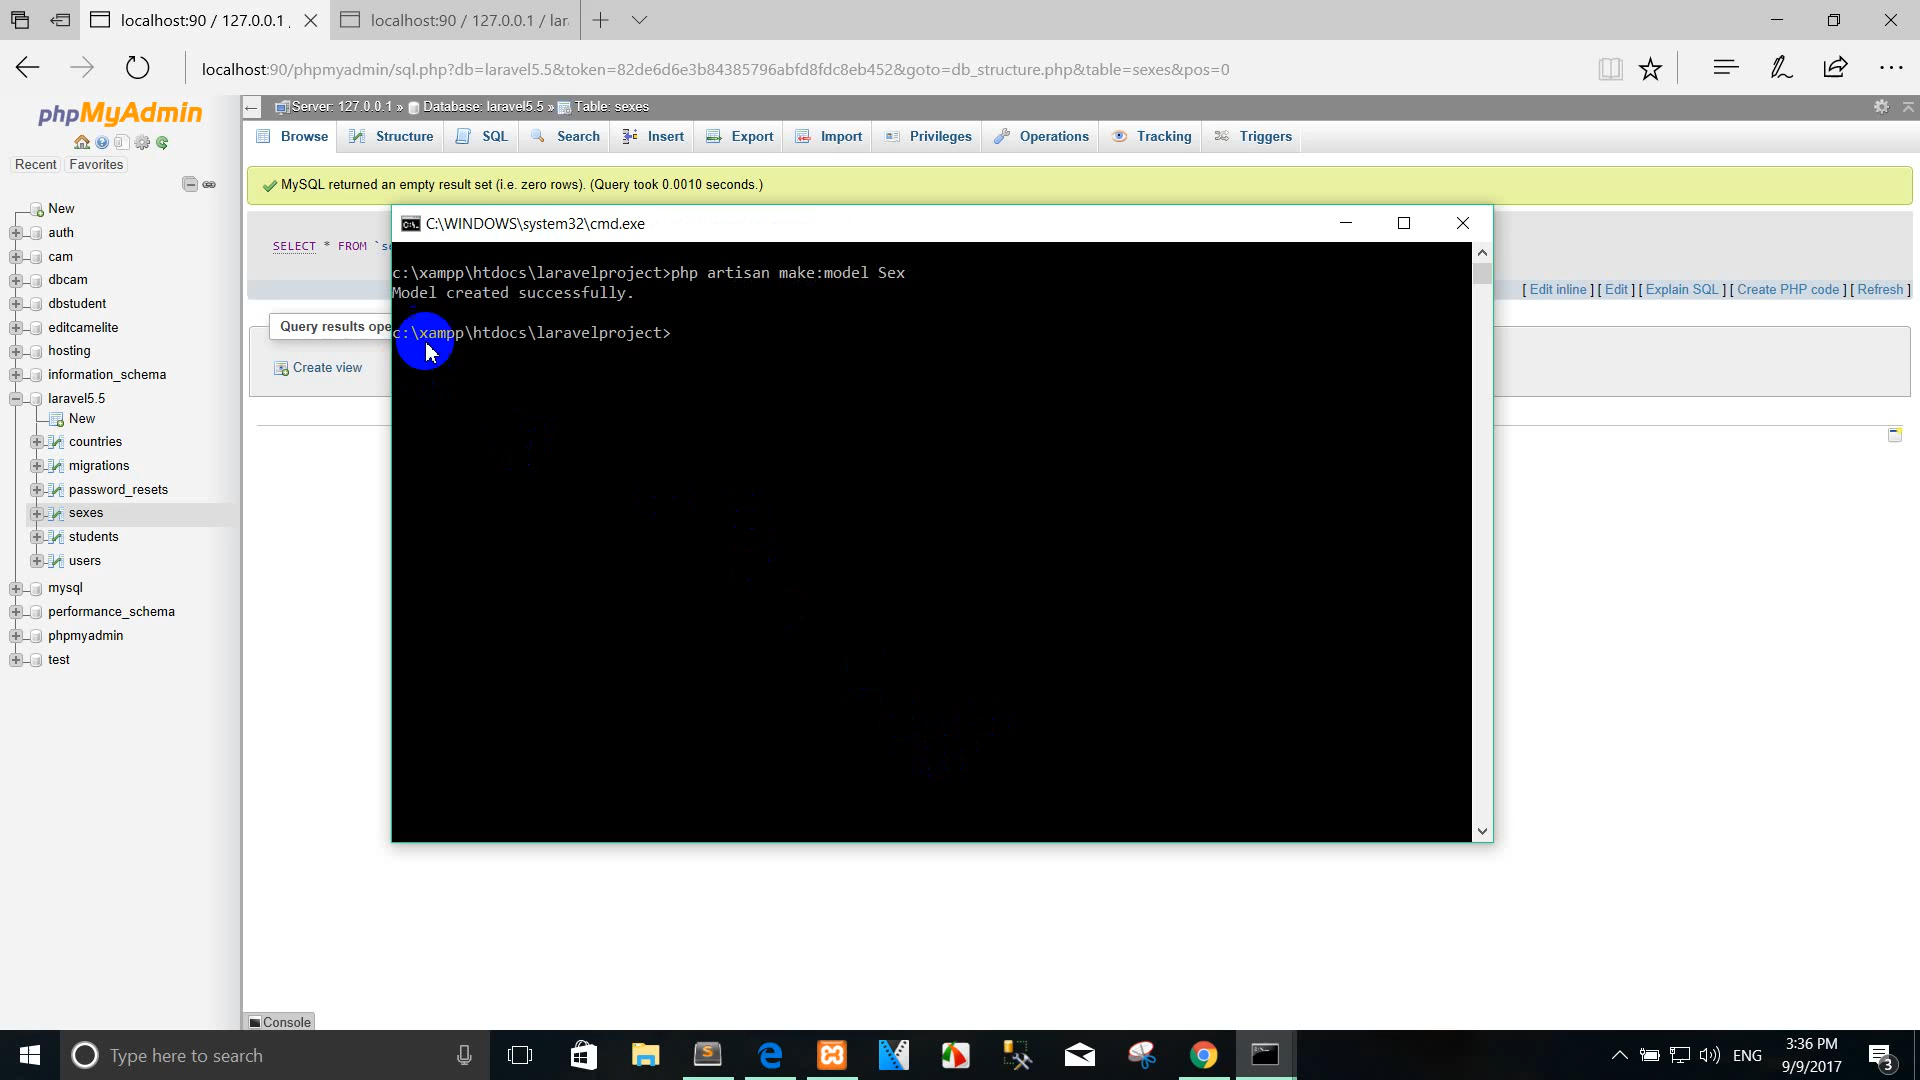 localhost:90 / 127.0.0.1
localhost:90 / 127.0.0.1 / lar
localhost:90/phpmyadmin/sql.php?db=laravel5.5&token=82de6d6e3b84385796abfd8fdc8eb452&goto=db_structure.php&table=sexes&pos=0
phpMyAdmin
Recent Favorites
New
auth
cam
dbcam
dbstudent
editcamelite
hosting
information_schema
laravel5.5
New
countries
migrations
password_resets
sexes
students
users
mysql
performance_schema
phpmyadmin
test
Server: 127.0.0.1 » Database: laravel5.5 » Table: sexes
Browse Structure SQL Search Insert Export Import Privileges Operations Tracking Triggers
MySQL returned an empty result set (i.e. zero rows). (Query took 0.0010 seconds.)
SELECT * FROM `se
[ Edit inline ] [ Edit ] [ Explain SQL ] [ Create PHP code ] [ Refresh ]
Query results ope
Create view
C:\WINDOWS\system32\cmd.exe
c:\xampp\htdocs\laravelproject>php artisan make:model Sex
Model created successfully.
c:\xampp\htdocs\laravelproject>
Console
Type here to search
ENG
3:36 PM
9/9/2017
3